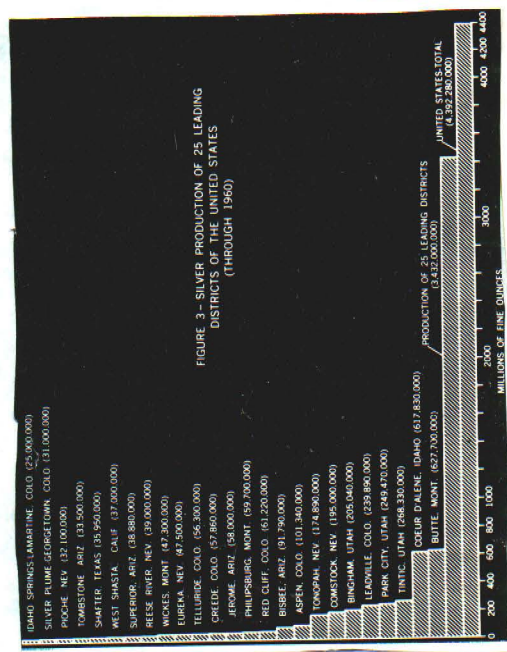 IDAHO SPRINGS-LAMARTINE, COLO (25,000,000)
SILVER PLUME-GEORGETOWN, COLO (31,000,000)
PIOCHE, NEV (32,100,000)
TOMBSTONE ARIZ (33,500,000)
SHAFTER, TEXAS (35,950,000)
WEST SHASTA, CALIF (37,000,000)
SUPERIOR, ARIZ (38,880,000)
REESE RIVER, NEV (39,000,000)
WICKES, MONT (47,300,000)
EUREKA, NEV (47,500,000)
TELLURIDE, COLO (56,300,000)
CREEDE, COLO (57,860,000)
JEROME, ARIZ. (58,000,000)
PHILIPSBURG, MONT. (59,700,000)
RED CLIFF, COLO (61,220,000)
BISBEE, ARIZ (91,790,000)
ASPEN, COLO (101,340,000)
TONOPAH, NEV (174,890,000)
COMSTOCK, NEV (195,000,000)
BINGHAM, UTAH (205,040,000)
LEADVILLE, COLO. (239,890,000)
PARK CITY, UTAH (249,470,000)
TINTIC, UTAH (268,330,000)
COEUR D'ALENE, IDAHO (617,830,000)
BUTTE, MONT. (627,700,000)
PRODUCTION OF 25 LEADING DISTRICTS
(3,432,000,000)
UNITED STATES-TOTAL
(4,392,280,000)
FIGURE 3-SILVER PRODUCTION OF 25 LEADING
DISTRICTS OF THE UNITED STATES
(THROUGH 1960)
0 200 400 600 800 1000 2000 3000 4000 4200 4400
MILLIONS OF FINE OUNCES